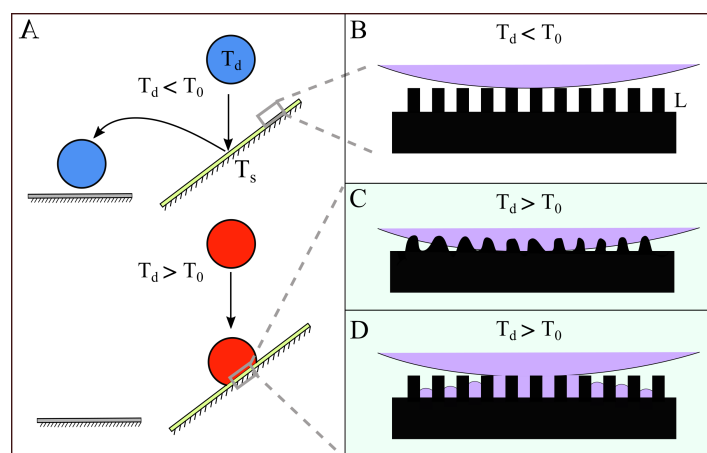 A
T_d
T_d < T_0
T_s
T_d > T_0
B
T_d < T_0
L
C
T_d > T_0
D
T_d > T_0